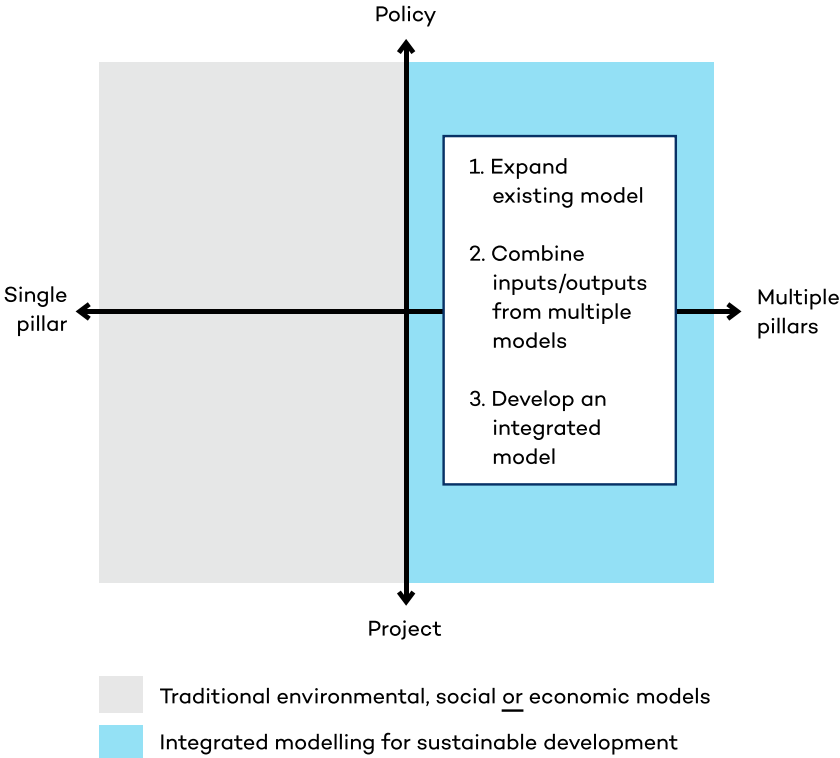 Policy
1. Expand
existing model
2. Combine
inputs/outputs
from multiple
models
3. Develop an
integrated
model
Single
pillar
Multiple
pillars
Project
Traditional environmental, social or economic models
Integrated modelling for sustainable development